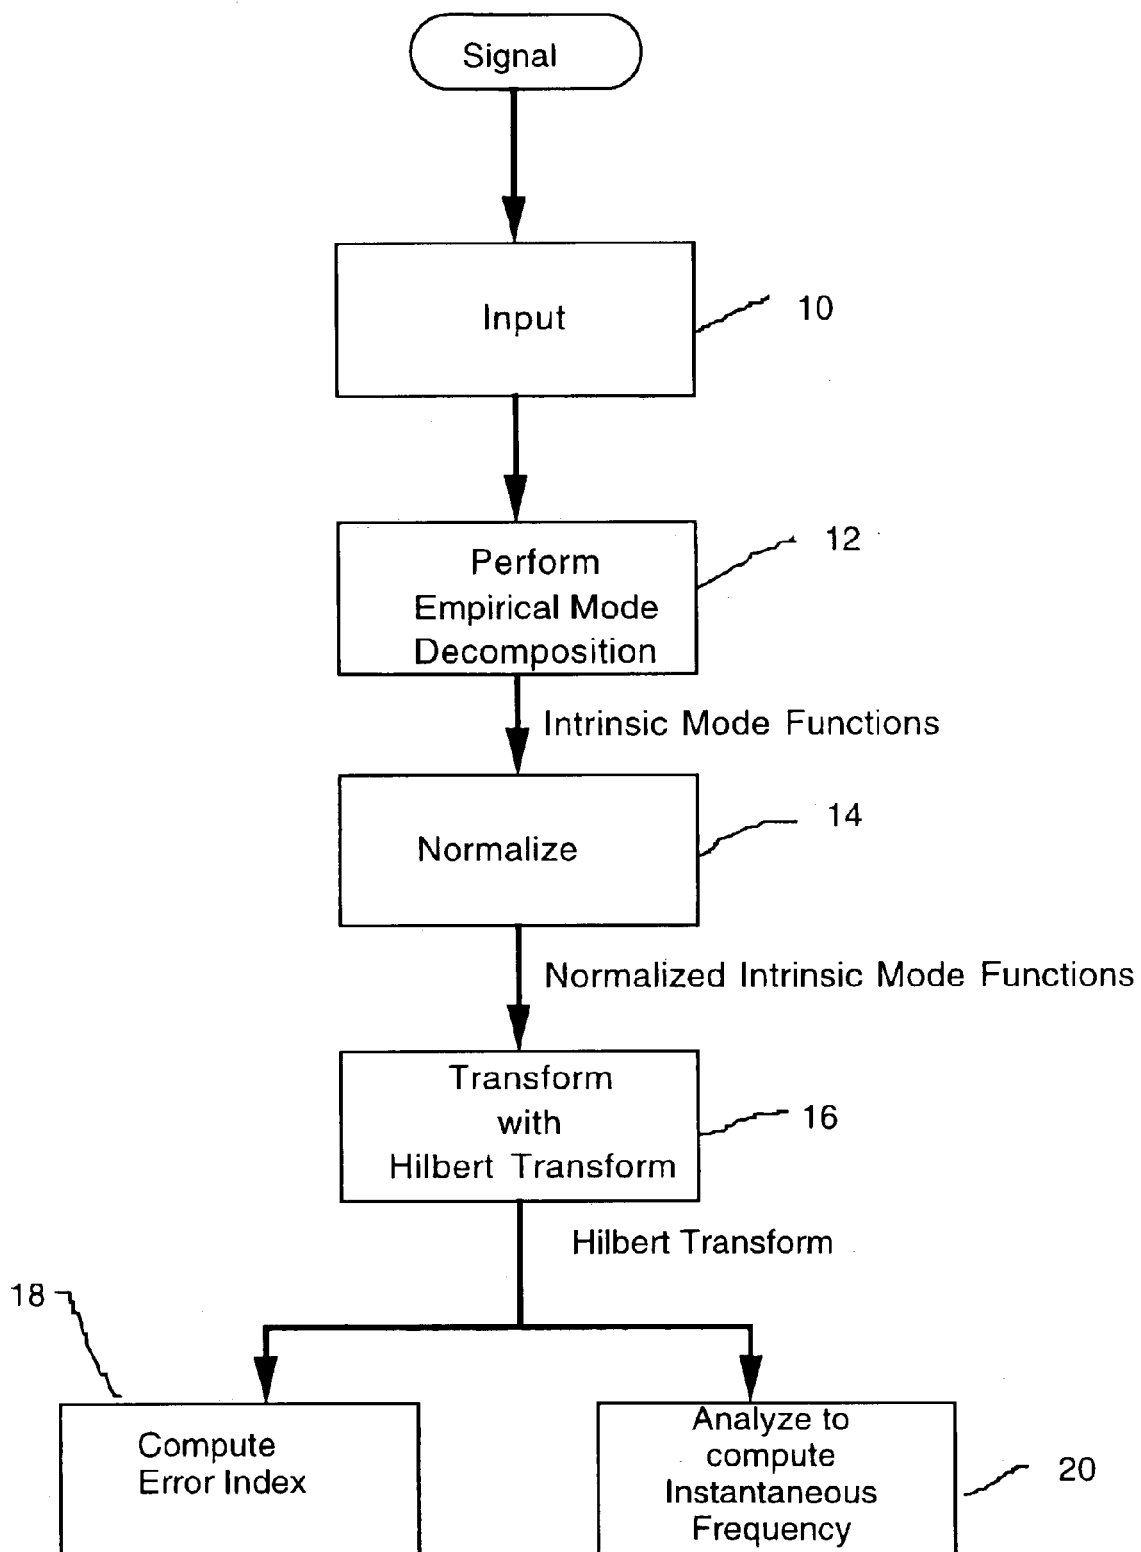 Signal
Input
10
Perform
Empirical Mode
Decomposition
12
Intrinsic Mode Functions
Normalize
14
Normalized Intrinsic Mode Functions
Transform
with
Hilbert Transform
16
Hilbert Transform
18
Compute
Error Index
Analyze to
compute
Instantaneous
Frequency
20